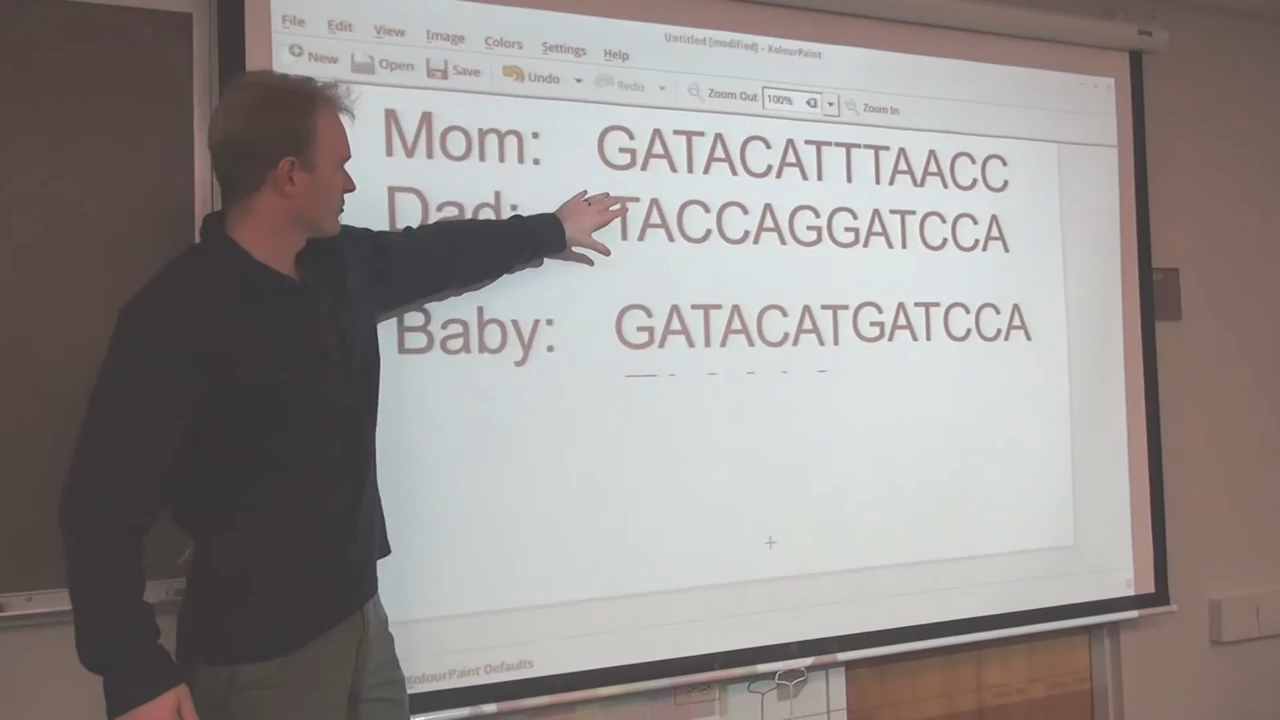 File Edit View Image Colors Settings Help
Untitled [modified] - KolourPaint
New Open Save Undo Redo Zoom Out 100% Zoom In
Mom: GATACATTTAACC
Dad: TACCAGGATCCA
Baby: GATACATGATCCA
KolourPaint Defaults